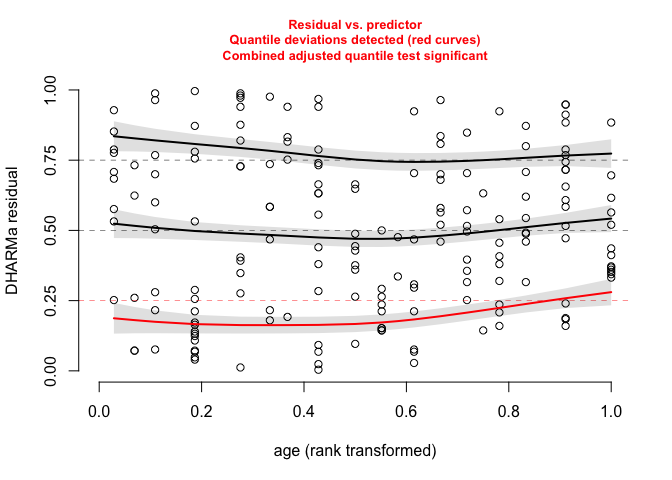 Residual vs. predictor
Quantile deviations detected (red curves)
Combined adjusted quantile test significant
1.00
0.75
0.50
0.25
0.00
DHARMa residual
0.0
0.2
0.4
0.6
0.8
1.0
age (rank transformed)